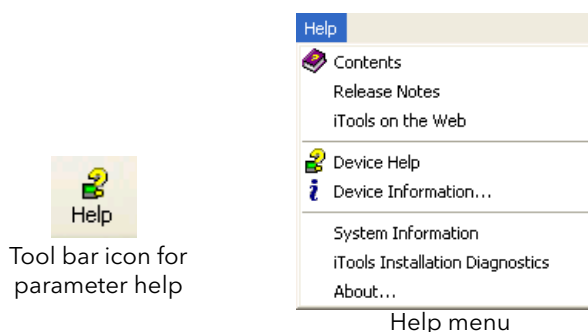 Help
Tool bar icon for
parameter help
Help
Contents
Release Notes
iTools on the Web
Device Help
Device Information...
System Information
iTools Installation Diagnostics
About...
Help menu